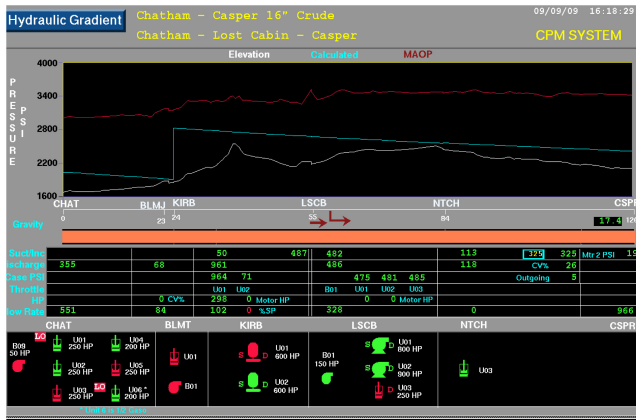 Hydraulic Gradient
Chatham - Casper 16" Crude
Chatham - Lost Cabin - Casper
09/09/09 16:18:29
CPM SYSTEM
Elevation Calculated MAOP
PRESSURE PSI
4000
3400
2800
2200
1600
CHAT BLMJ KIRB LSCB NTCH CSPR
0 23 24 55 84
Gravity 17.4
Suct/Inc 50 487 482 113 325 325 Mtr 2 PSI 19
ischarge 355 68 961 486 118 CV% 26
Case PSI 964 71 475 481 485 Outgoing 5
Throttle U01 U02 B01 U01 U02 U03
HP 0 CV% 298 0 Motor HP 0 0 Motor HP
low Rate 551 84 102 0 %SP 328 0 966
CHAT BLMT KIRB LSCB NTCH CSPR
B09 50 HP
LO
U01 250 HP
U04 200 HP
U02 250 HP
U05 250 HP
U03 250 HP
LO
U06 * 200 HP
U01
B01
S D U01 600 HP
S D U02 600 HP
B01 150 HP
S D U01 800 HP
S D U02 900 HP
S D U03 250 HP
U03